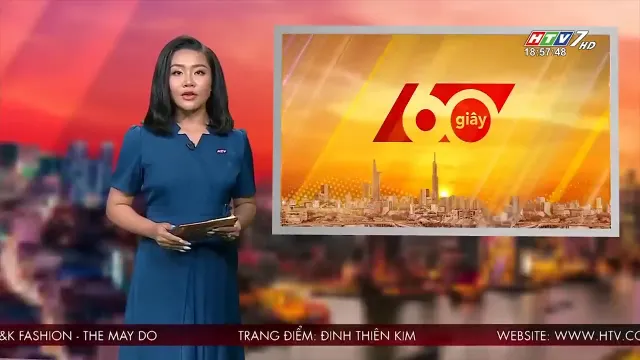 HTV7 HD
18:57:48
60 giây
HTV
&K FASHION - THE MAY DO
TRANG ĐIỂM: ĐINH THIÊN KIM
WEBSITE: WWW.HTV.CO